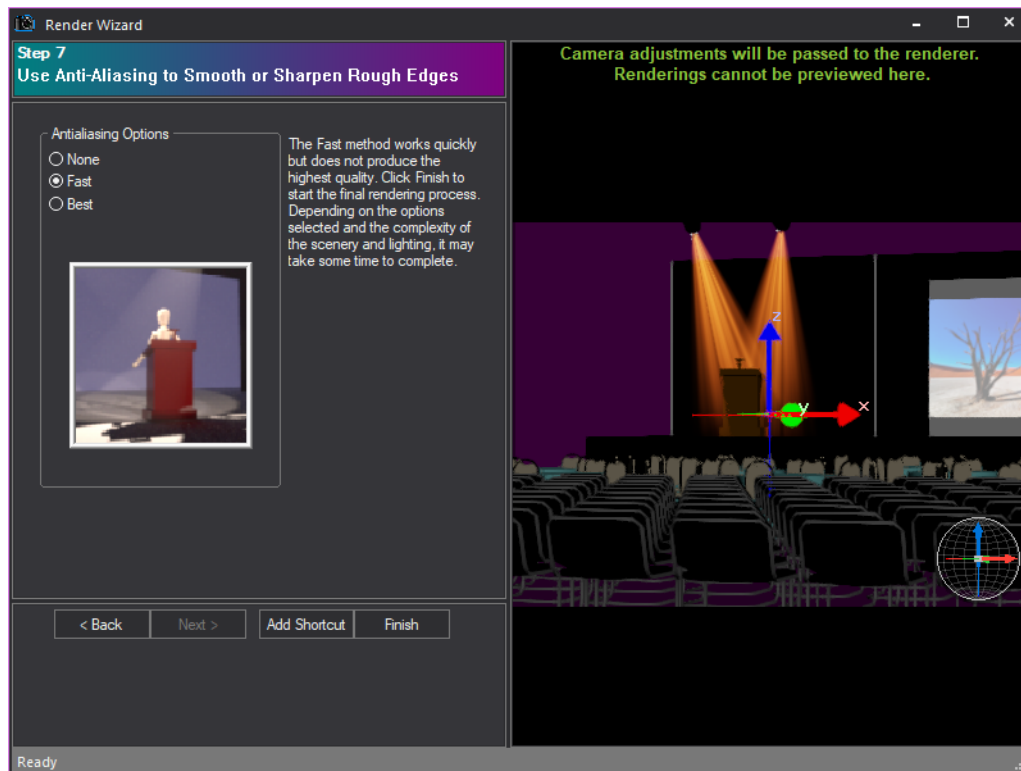 Render Wizard
Step 7
Use Anti-Aliasing to Smooth or Sharpen Rough Edges
Antialiasing Options
None
Fast
Best
The Fast method works quickly
but does not produce the
highest quality. Click Finish to
start the final rendering process.
Depending on the options
selected and the complexity of
the scenery and lighting, it may
take some time to complete.
< Back
Next >
Add Shortcut
Finish
Camera adjustments will be passed to the renderer.
Renderings cannot be previewed here.
z
y
x
Ready